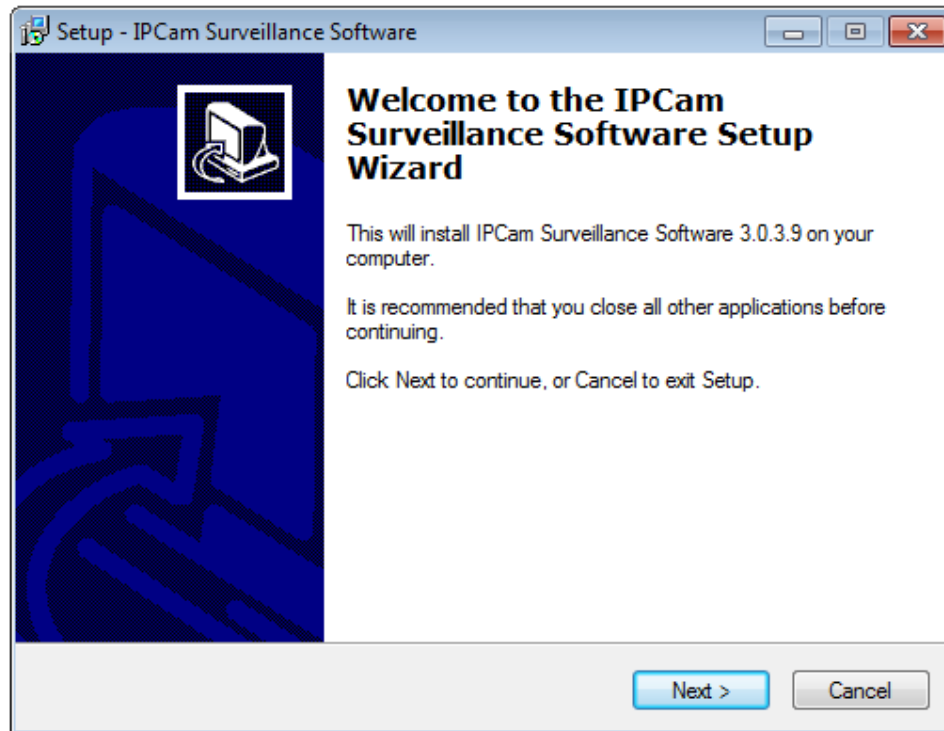 Setup - IPCam Surveillance Software
Welcome to the IPCam
Surveillance Software Setup
Wizard
This will install IPCam Surveillance Software 3.0.3.9 on your
computer.
It is recommended that you close all other applications before
continuing.
Click Next to continue, or Cancel to exit Setup.
Next >
Cancel